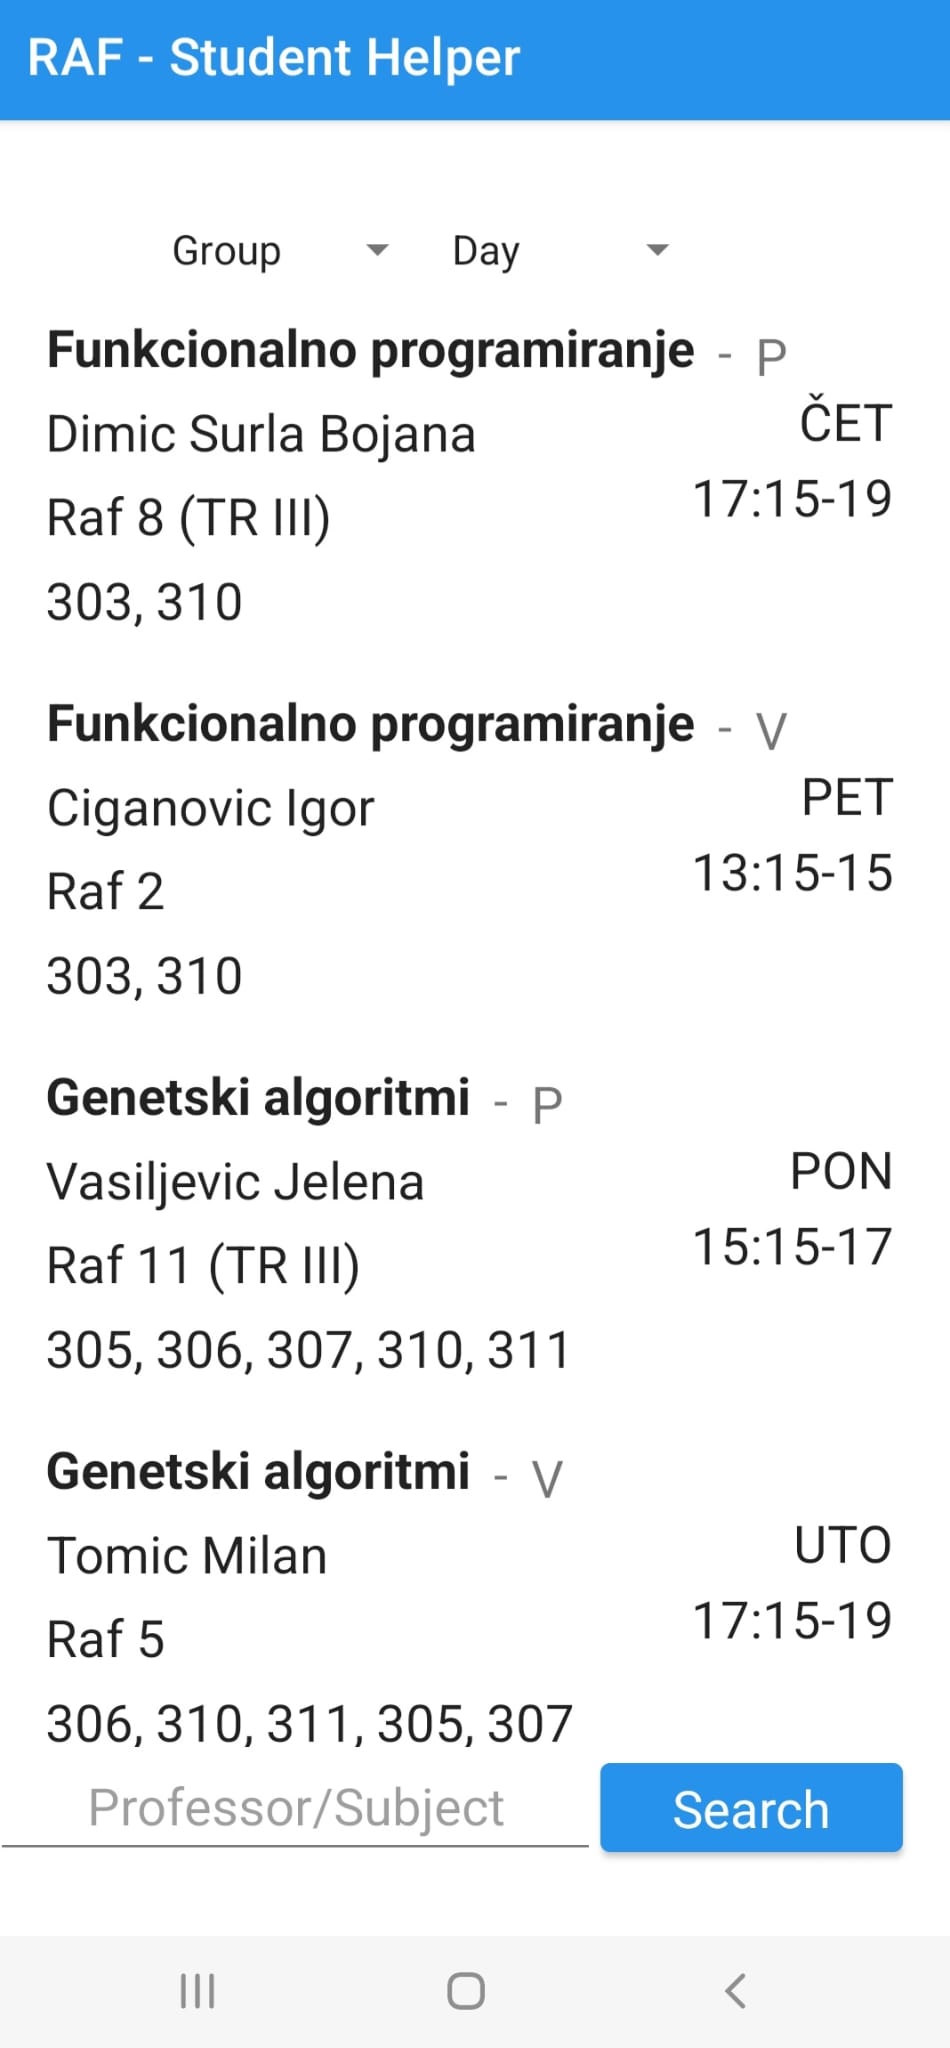 RAF - Student Helper
Group Day
Funkcionalno programiranje - P
Dimic Surla Bojana
ČET
Raf 8 (TR III)
17:15-19
303, 310
Funkcionalno programiranje - V
Ciganovic Igor
PET
Raf 2
13:15-15
303, 310
Genetski algoritmi - P
Vasiljevic Jelena
PON
Raf 11 (TR III)
15:15-17
305, 306, 307, 310, 311
Genetski algoritmi - V
Tomic Milan
UTO
Raf 5
17:15-19
306, 310, 311, 305, 307
Professor/Subject
Search